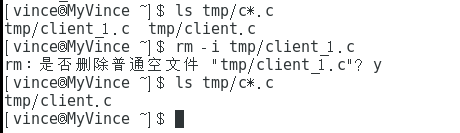 [vince@MyVince ~]$ ls tmp/c*.c
tmp/client_1.c  tmp/client.c
[vince@MyVince ~]$ rm -i tmp/client_1.c
rm：是否删除普通空文件 "tmp/client_1.c"？y
[vince@MyVince ~]$ ls tmp/c*.c
tmp/client.c
[vince@MyVince ~]$